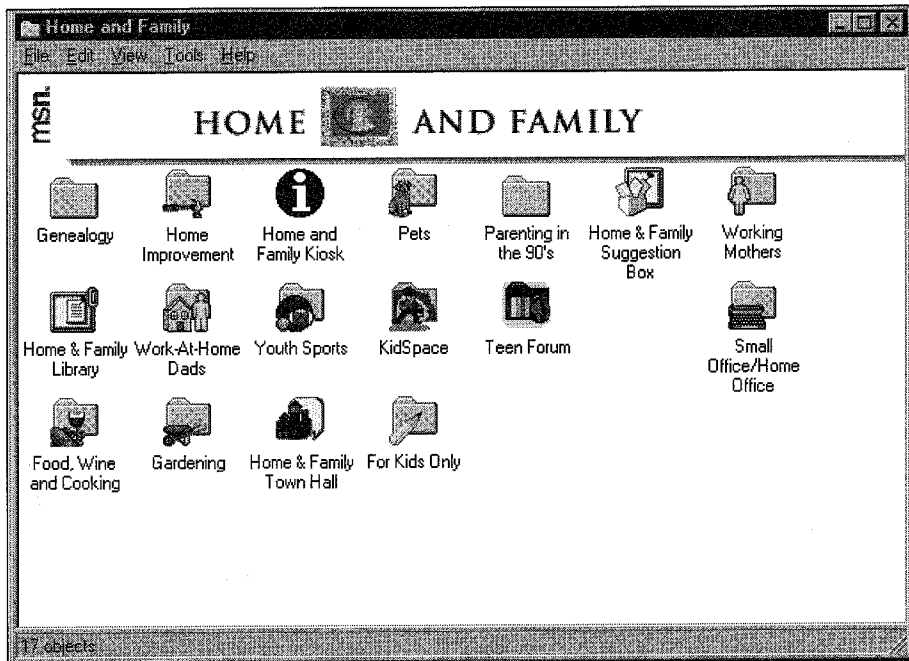 Home and Family
File Edit View Tools Help
msn.
HOME AND FAMILY
Genealogy
Home
Improvement
Home and
Family Kiosk
Pets
Parenting in
the 90's
Home & Family
Suggestion
Box
Working
Mothers
Home & Family
Library
Work-At-Home
Dads
Youth Sports
KidSpace
Teen Forum
Small
Office/Home
Office
Food, Wine
and Cooking
Gardening
Home & Family
Town Hall
For Kids Only
17 objects